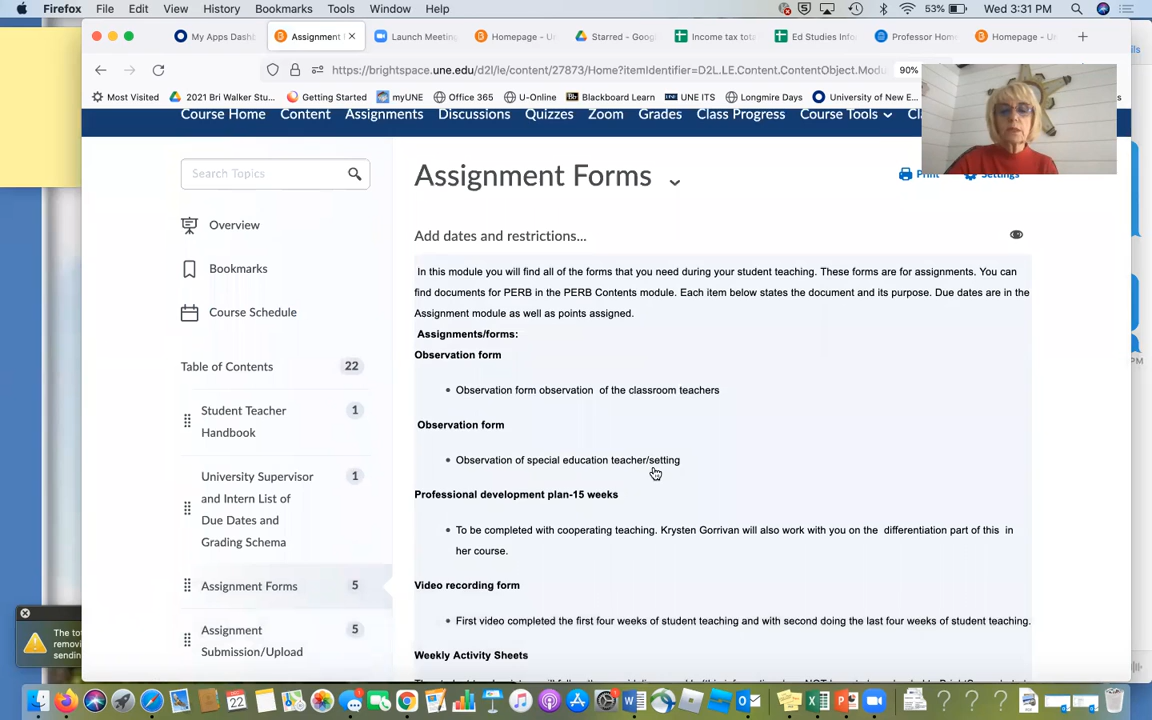 Firefox File Edit View History Bookmarks Tools Window Help 53% Wed 3:31 PM
My Apps Dash Assignment Launch Meeting Homepage - U Starred - Goog Income tax tot Ed Studies Info Professor Hom Homepage - U
https://brightspace.une.edu/d2l/le/content/27873/Home?itemIdentifier=D2L.LE.Content.ContentObject.Modu 90%
Most Visited 2021 Bri Walker Stu... Getting Started myUNE Office 365 U-Online Blackboard Learn UNE ITS Longmire Days University of New E...
Course Home Content Assignments Discussions Quizzes Zoom Grades Class Progress Course Tools
Search Topics
Assignment Forms
Print Settings
Overview
Add dates and restrictions...
Bookmarks
In this module you will find all of the forms that you need during your student teaching. These forms are for assignments. You can
find documents for PERB in the PERB Contents module. Each item below states the document and its purpose. Due dates are in the
Assignment module as well as points assigned.
Course Schedule
Assignments/forms:
Observation form
Table of Contents 22
Observation form observation of the classroom teachers
Student Teacher 1
Handbook
Observation form
Observation of special education teacher/setting
University Supervisor 1
and Intern List of
Due Dates and
Grading Schema
Professional development plan-15 weeks
To be completed with cooperating teaching. Krysten Gorrivan will also work with you on the differentiation part of this in
her course.
Assignment Forms 5
Video recording form
First video completed the first four weeks of student teaching and with second doing the last four weeks of student teaching.
Assignment 5
Submission/Upload
Weekly Activity Sheets
The to
removi
sendin
22